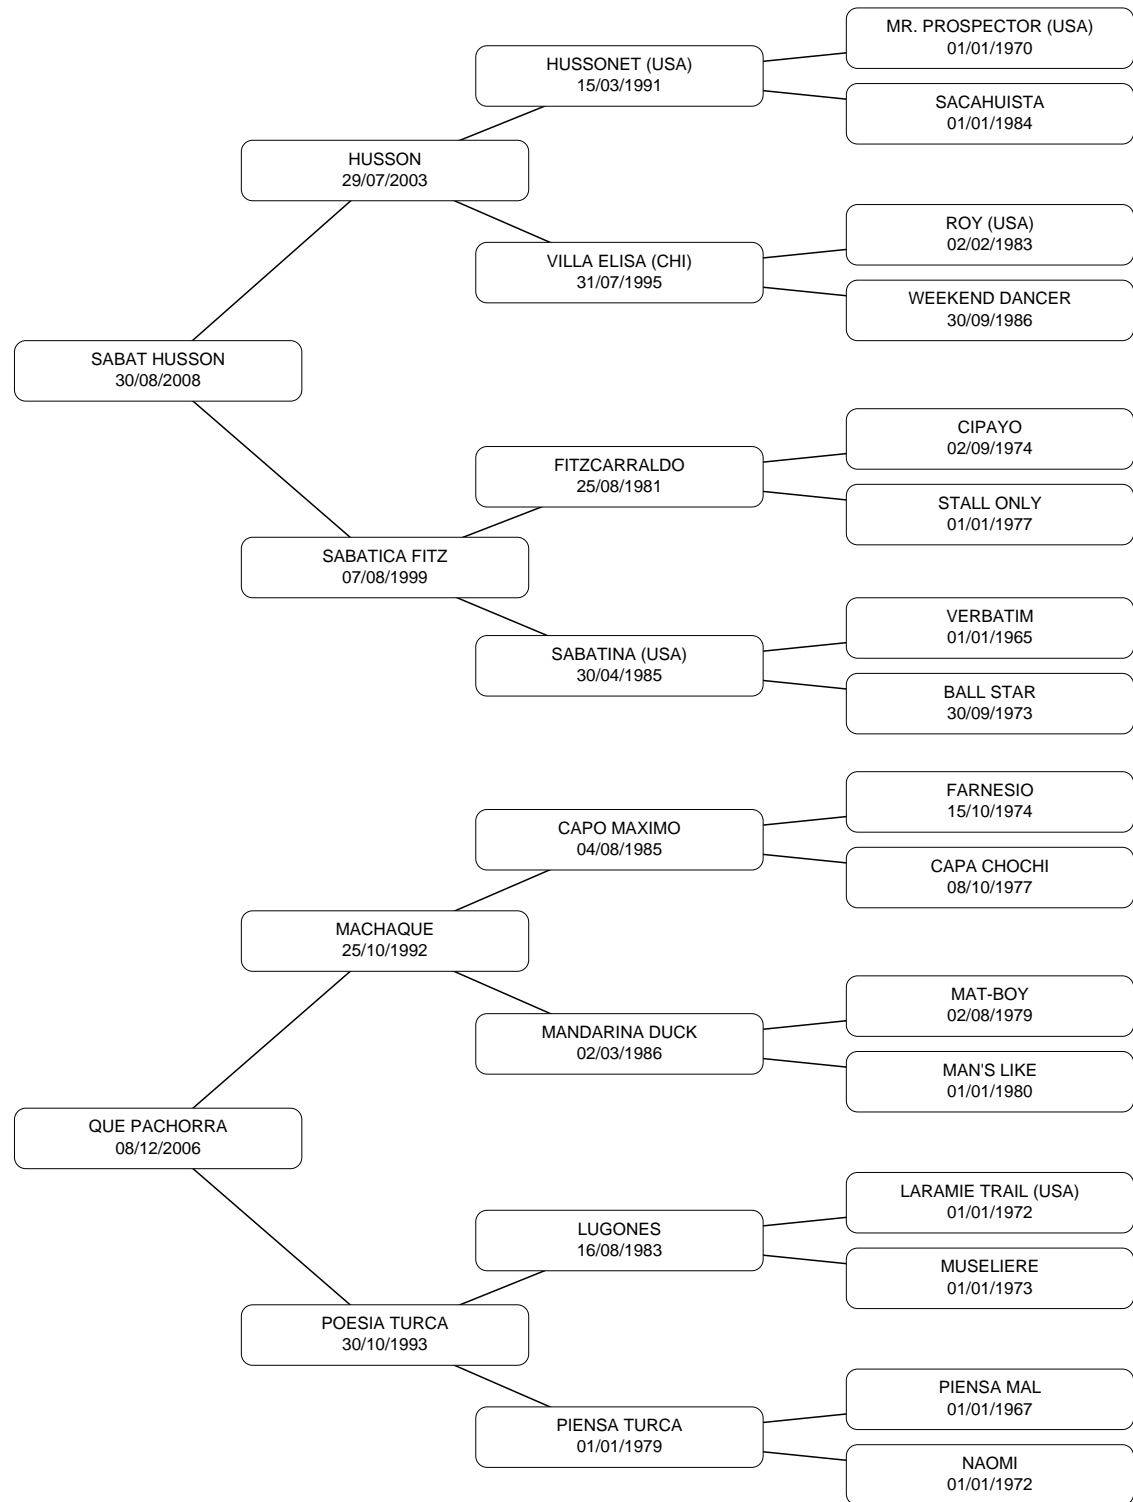 MR. PROSPECTOR (USA)
01/01/1970
HUSSONET (USA)
15/03/1991
SACAHUISTA
01/01/1984
HUSSON
29/07/2003
ROY (USA)
02/02/1983
VILLA ELISA (CHI)
31/07/1995
WEEKEND DANCER
30/09/1986
SABAT HUSSON
30/08/2008
CIPAYO
02/09/1974
FITZCARRALDO
25/08/1981
STALL ONLY
01/01/1977
SABATICA FITZ
07/08/1999
VERBATIM
01/01/1965
SABATINA (USA)
30/04/1985
BALL STAR
30/09/1973
FARNESIO
15/10/1974
CAPO MAXIMO
04/08/1985
CAPA CHOCHI
08/10/1977
MACHAQUE
25/10/1992
MAT-BOY
02/08/1979
MANDARINA DUCK
02/03/1986
MAN'S LIKE
01/01/1980
QUE PACHORRA
08/12/2006
LARAMIE TRAIL (USA)
01/01/1972
LUGONES
16/08/1983
MUSELIERE
01/01/1973
POESIA TURCA
30/10/1993
PIENSA MAL
01/01/1967
PIENSA TURCA
01/01/1979
NAOMI
01/01/1972